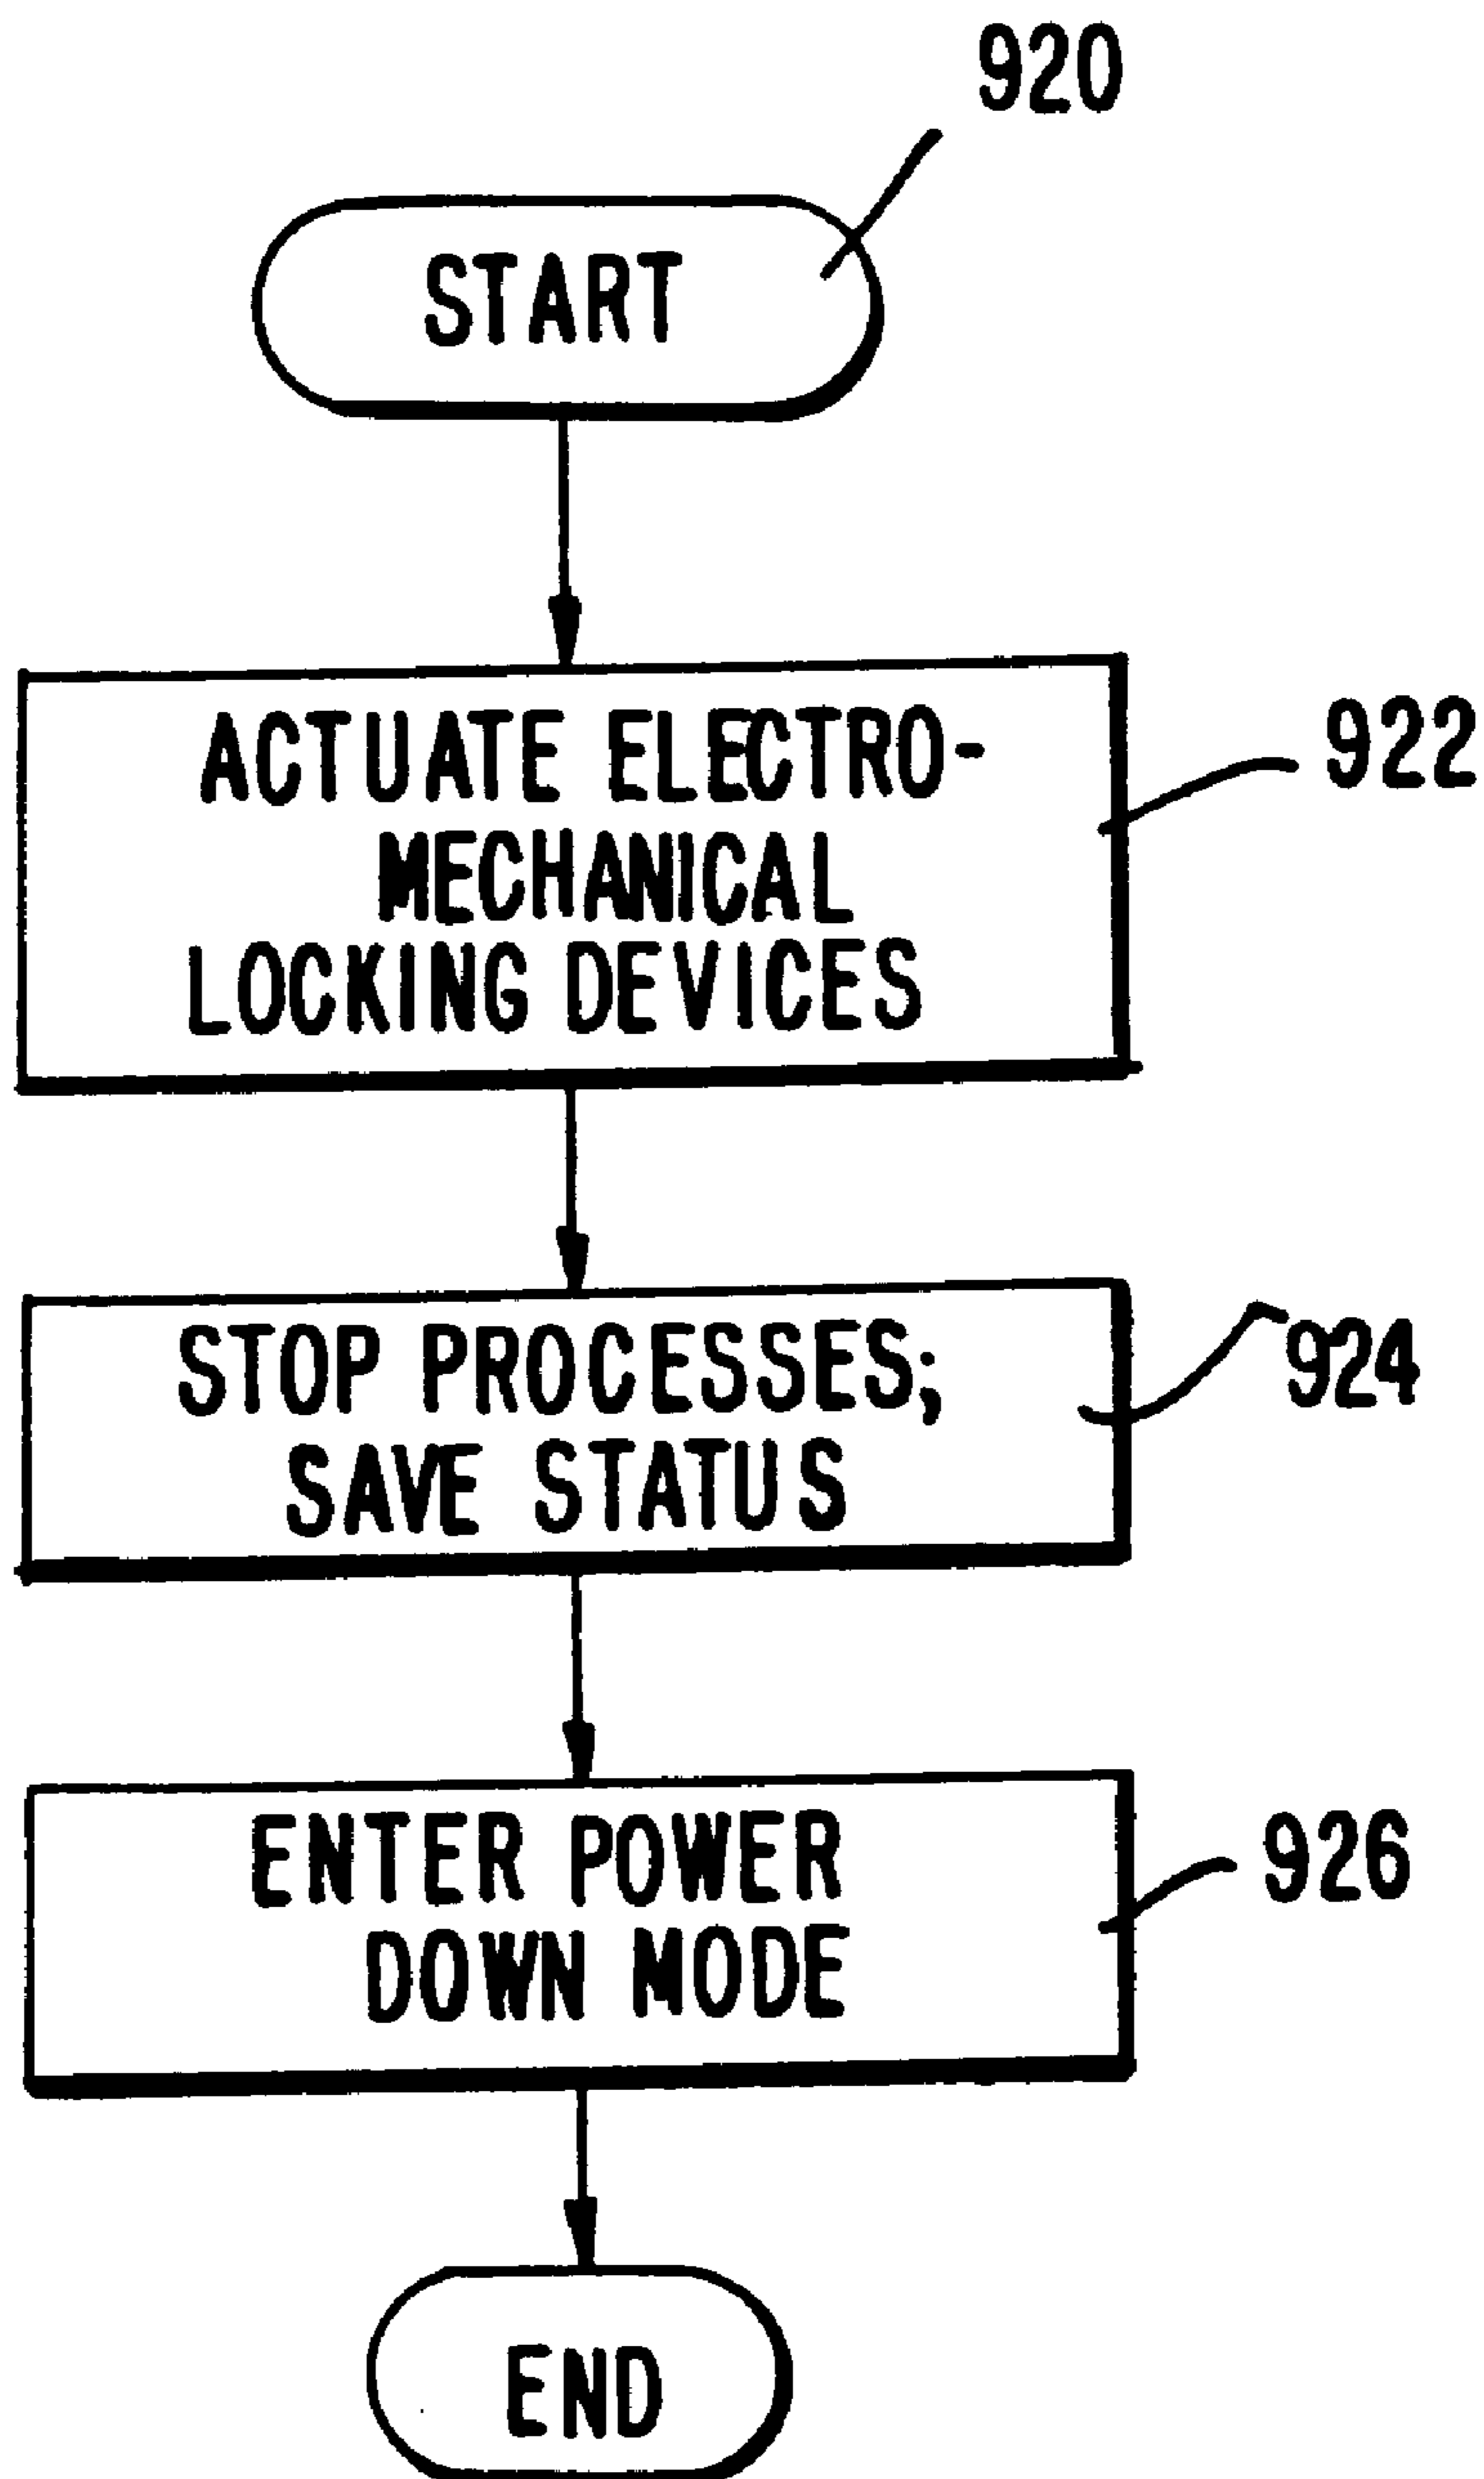 920
START
ACTUATE ELECTRO-
MECHANICAL
LOCKING DEVICES
922
STOP PROCESSES;
SAVE STATUS
924
ENTER POWER
DOWN MODE
926
END